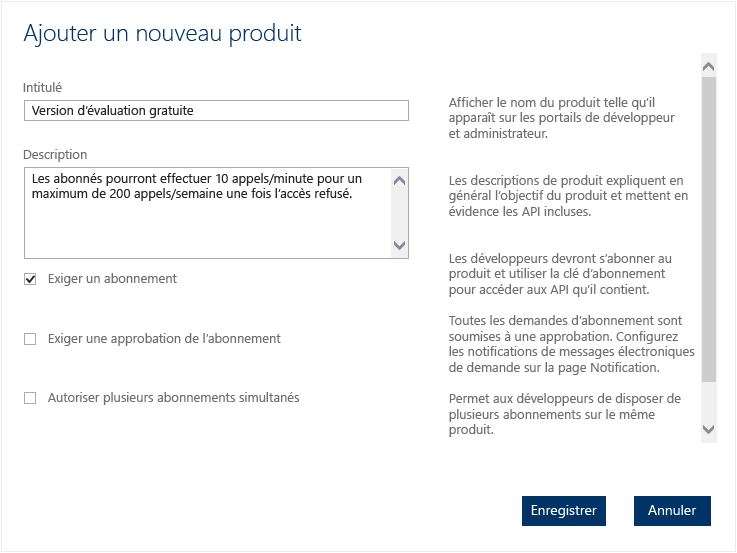 Ajouter un nouveau produit
Intitulé
Version d'évaluation gratuite
Afficher le nom du produit telle qu'il
apparaît sur les portails de développeur
et administrateur.
Description
Les abonnés pourront effectuer 10 appels/minute pour un
maximum de 200 appels/semaine une fois l'accès refusé.
Les descriptions de produit expliquent en
général l'objectif du produit et mettent en
évidence les API incluses.
Exiger un abonnement
Les développeurs devront s'abonner au
produit et utiliser la clé d'abonnement
pour accéder aux API qu'il contient.
Exiger une approbation de l'abonnement
Toutes les demandes d'abonnement sont
soumises à une approbation. Configurez
les notifications de messages électroniques
de demande sur la page Notification.
Autoriser plusieurs abonnements simultanés
Permet aux développeurs de disposer de
plusieurs abonnements sur le même
produit.
Enregistrer
Annuler